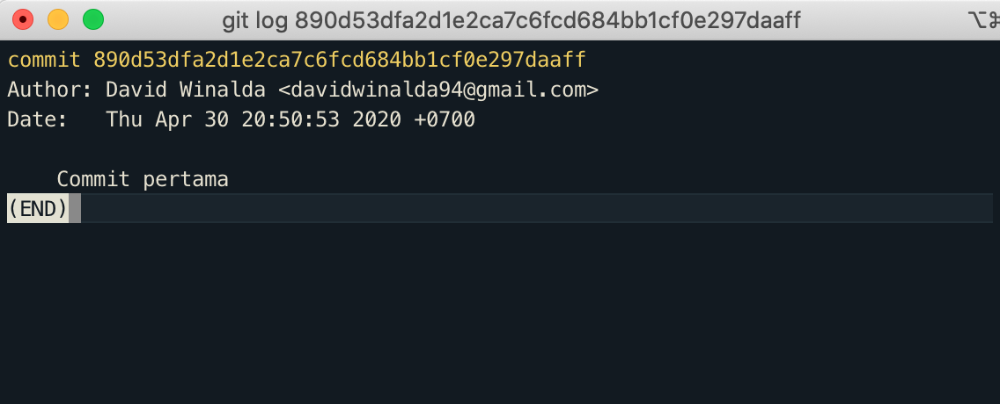 git log 890d53dfa2d1e2ca7c6fcd684bb1cf0e297daaff ⌥⌘
commit 890d53dfa2d1e2ca7c6fcd684bb1cf0e297daaff
Author: David Winalda <davidwinalda94@gmail.com>
Date:   Thu Apr 30 20:50:53 2020 +0700
Commit pertama
(END)